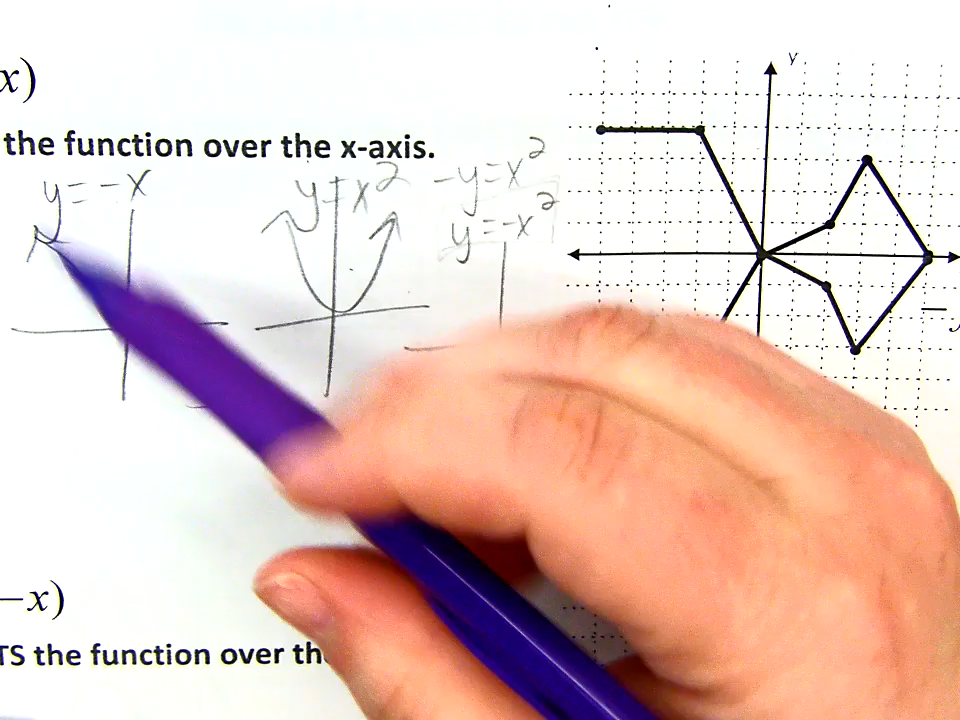 x)
the function over the x-axis.
y = -x
y = x²
-y = x²
y = -x²
y
-x)
TS the function over th